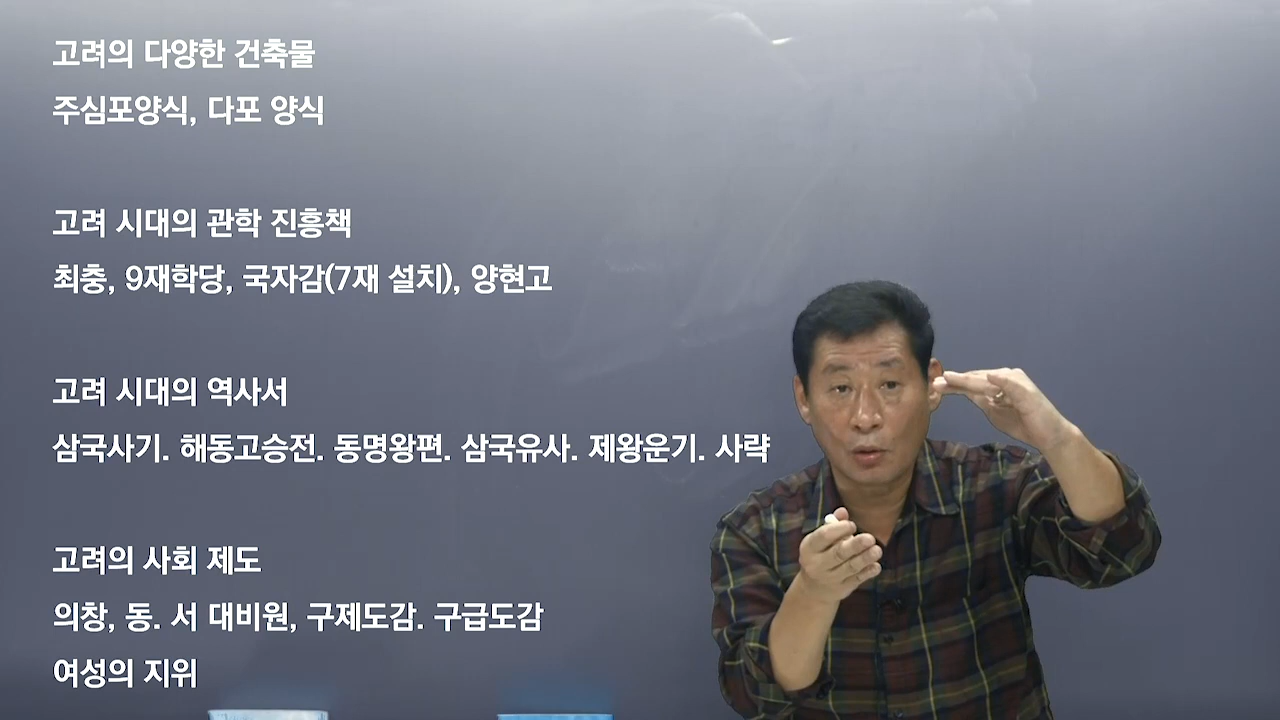 고려의 다양한 건축물
주심포양식, 다포 양식
고려 시대의 관학 진흥책
최충, 9재학당, 국자감(7재 설치), 양현고
고려 시대의 역사서
삼국사기. 해동고승전. 동명왕편. 삼국유사. 제왕운기. 사략
고려의 사회 제도
의창, 동. 서 대비원, 구제도감. 구급도감
여성의 지위